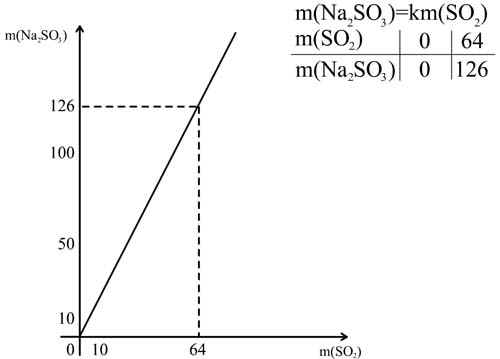 m(Na₂SO₃)=km(SO₂)
m(SO₂) 0 64
m(Na₂SO₃) 0 126
m(Na₂SO₃)
126
100
50
10
0 10 64 m(SO₂)